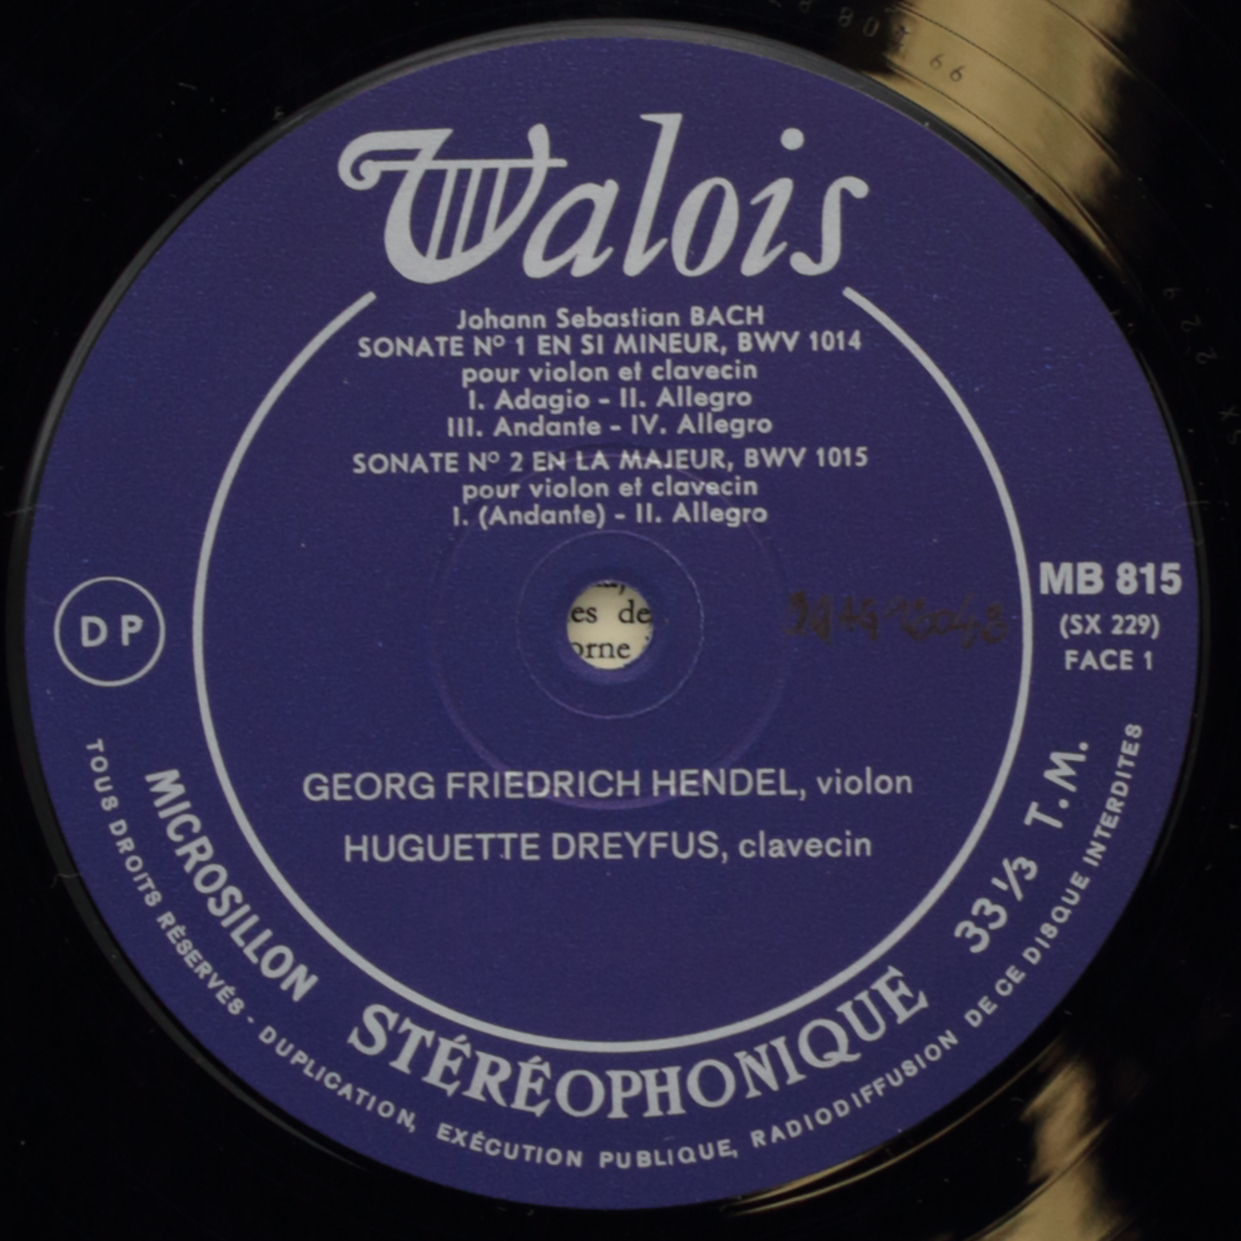 Valois
Johann Sebastian BACH
SONATE Nº 1 EN SI MINEUR, BWV 1014
pour violon et clavecin
I. Adagio - II. Allegro
III. Andante - IV. Allegro
SONATE Nº 2 EN LA MAJEUR, BWV 1015
pour violon et clavecin
I. (Andante) - II. Allegro
D P
MB 815
(SX 229)
FACE 1
es de
orne
GEORG FRIEDRICH HENDEL, violon
HUGUETTE DREYFUS, clavecin
MICROSILLON STÉRÉOPHONIQUE 33 1/3 T.M.
TOUS DROITS RÉSERVÉS - DUPLICATION, EXÉCUTION PUBLIQUE, RADIODIFFUSION DE CE DISQUE INTERDITES